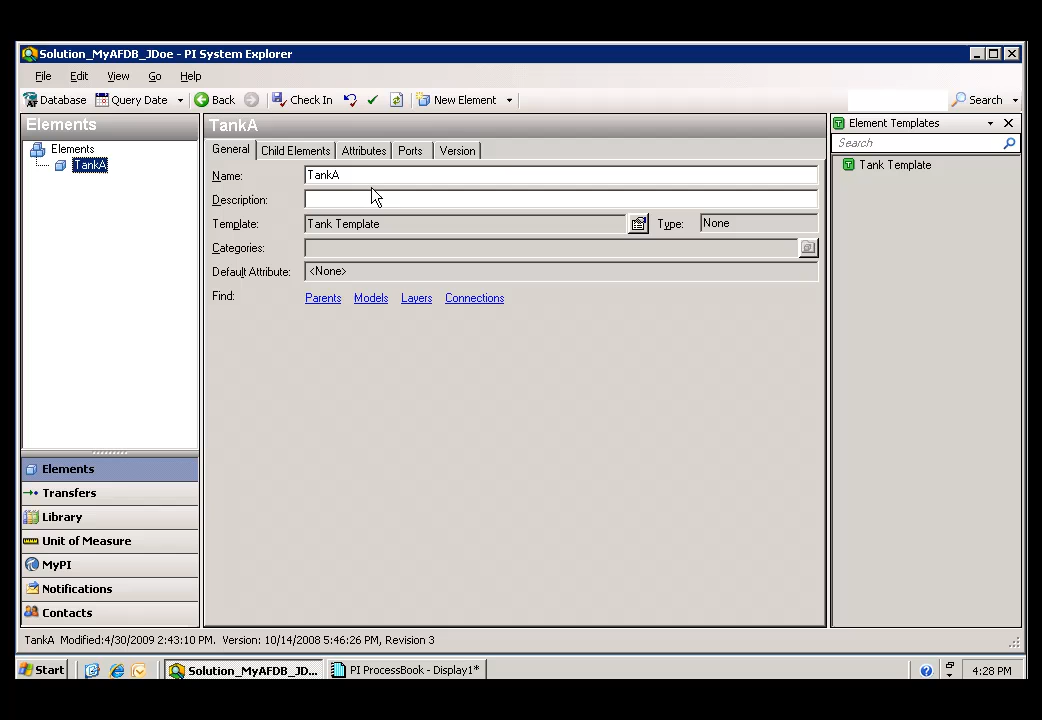 Solution_MyAFDB_JDoe - PI System Explorer
File Edit View Go Help
Database Query Date Back Check In New Element Search
Elements
TankA
Element Templates
Elements
TankA
General Child Elements Attributes Ports Version
Search
Name: TankA
Tank Template
Description:
Template: Tank Template Type: None
Categories:
Default Attribute: <None>
Find: Parents Models Layers Connections
Elements
Transfers
Library
Unit of Measure
MyPI
Notifications
Contacts
TankA Modified:4/30/2009 2:43:10 PM. Version: 10/14/2008 5:46:26 PM, Revision 3
Start Solution_MyAFDB_JD... PI ProcessBook - Display1* 4:28 PM